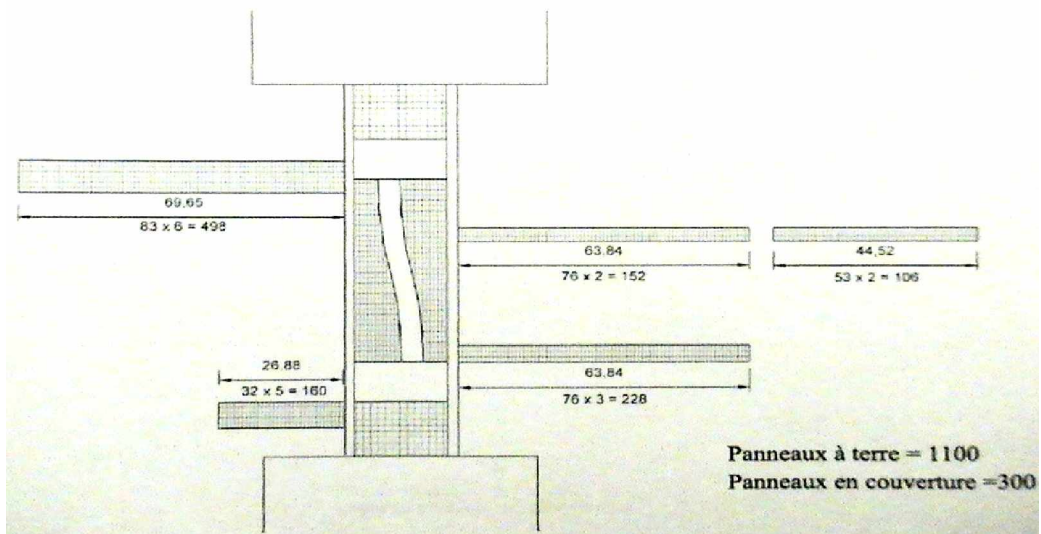 69,65
83 x 6 = 498
63,84
76 x 2 = 152
44,52
53 x 2 = 106
26,88
32 x 5 = 160
63,84
76 x 3 = 228
Panneaux à terre = 1100
Panneaux en couverture =300